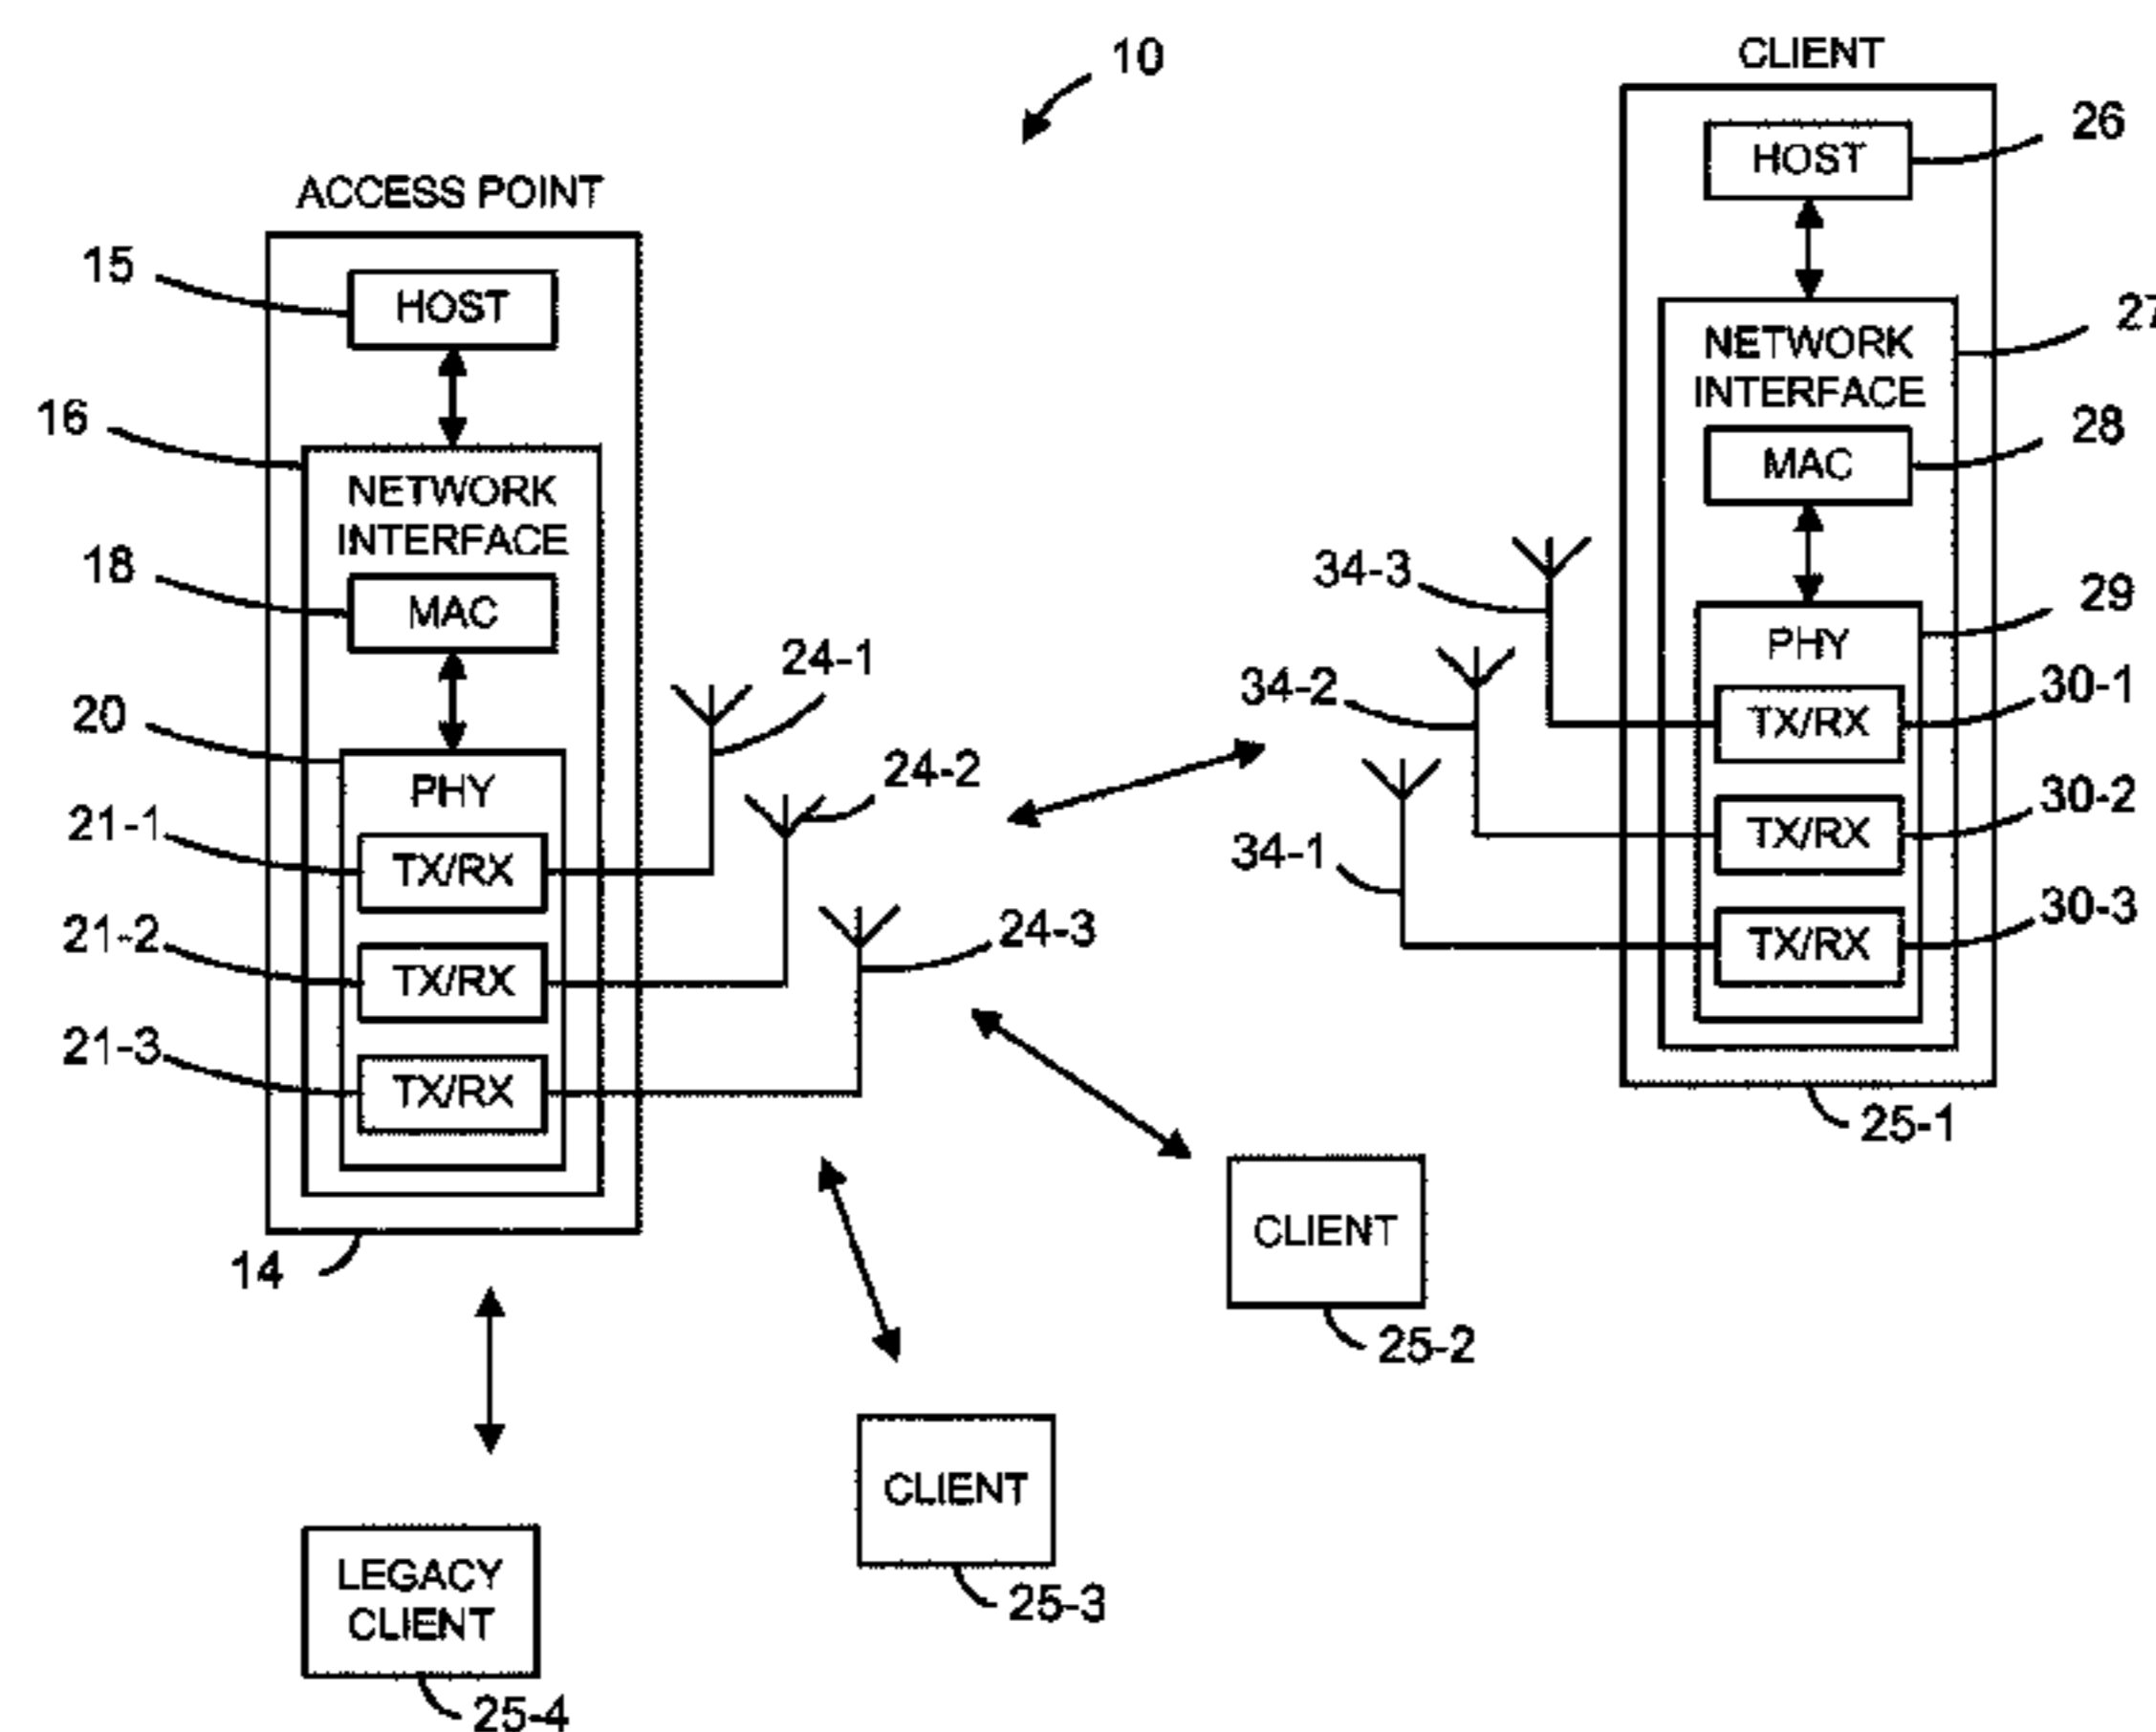 10
CLIENT
HOST
26
ACCESS POINT
15
HOST
27
NETWORK
INTERFACE
16
MAC
28
NETWORK
INTERFACE
18
MAC
34-3
29
PHY
24-1
34-2
30-1
TX/RX
20
PHY
24-2
30-2
TX/RX
21-1
TX/RX
34-1
30-3
TX/RX
21-2
TX/RX
24-3
21-3
TX/RX
25-1
14
CLIENT
25-2
CLIENT
25-3
LEGACY
CLIENT
25-4